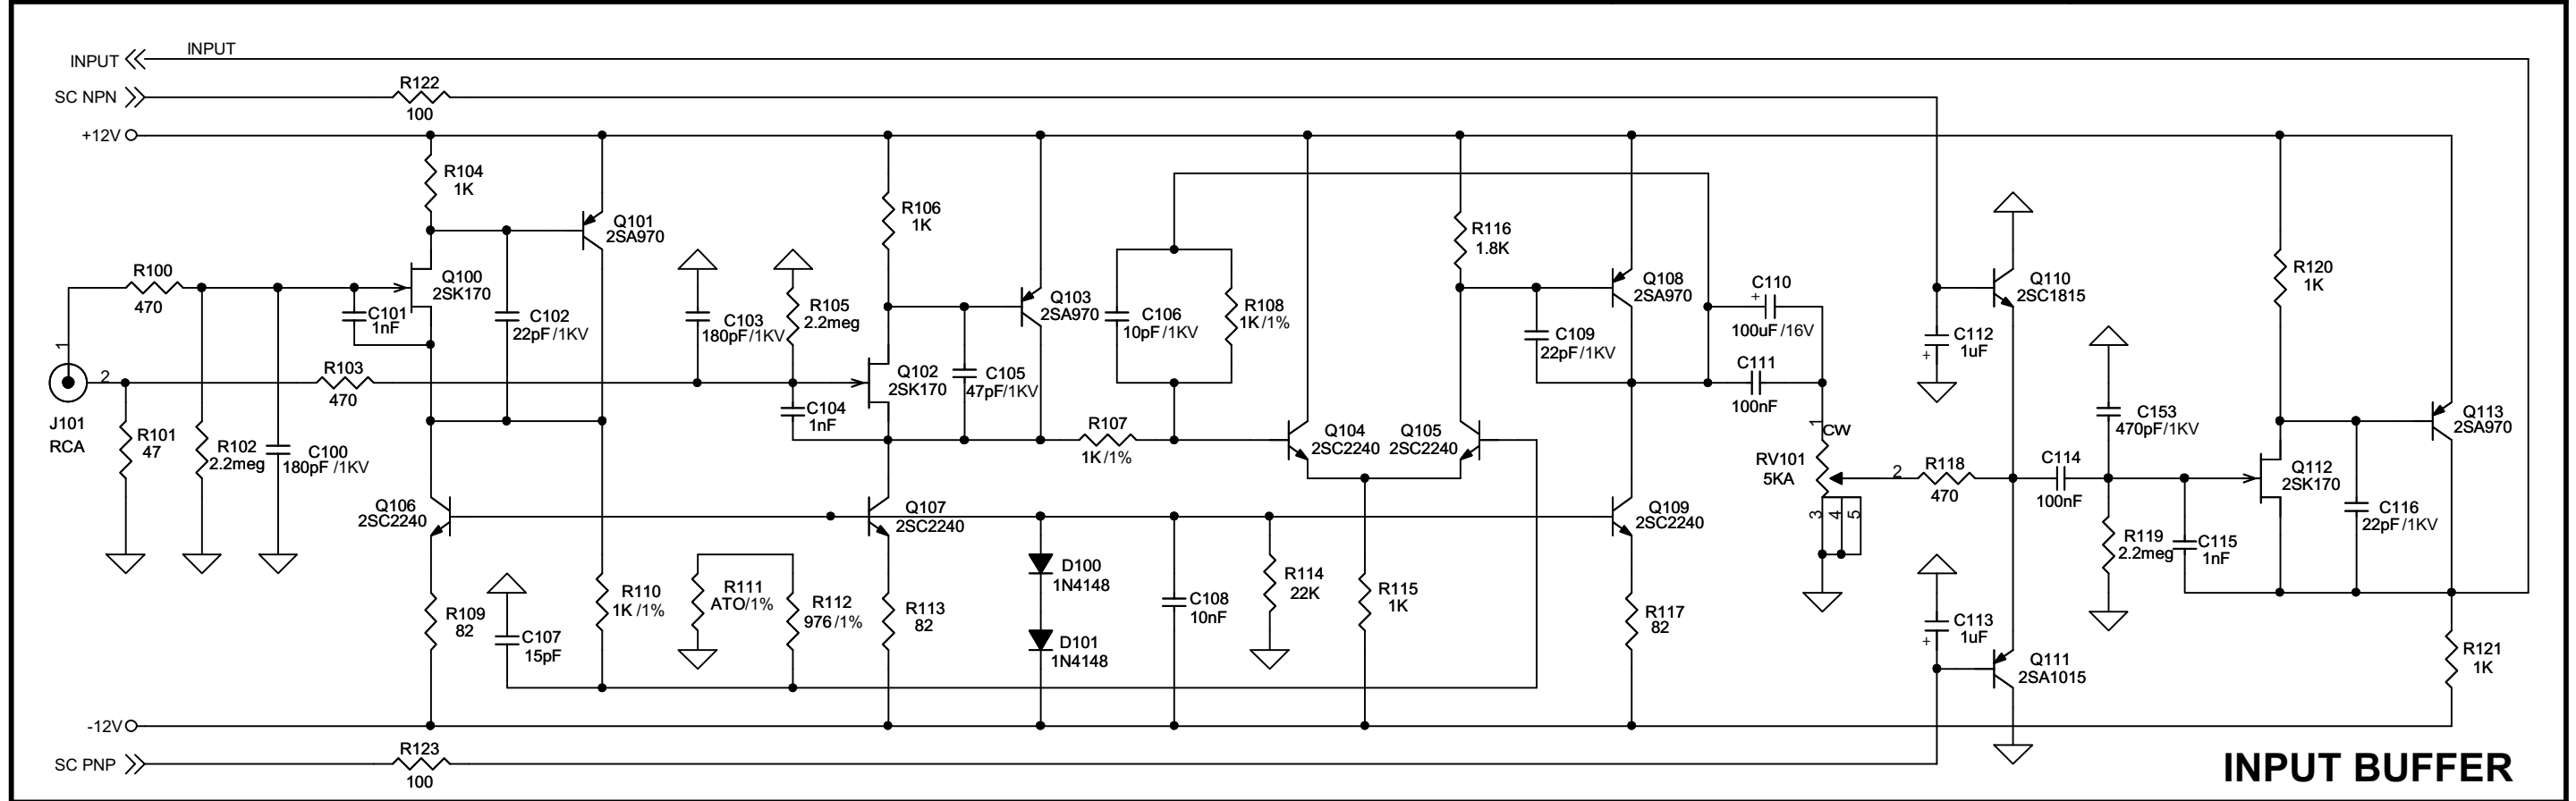 INPUT
INPUT
SC NPN
R122
100
+12V
R104
1K
Q101
2SA970
R106
1K
R116
1.8K
R100
470
Q100
2SK170
C101
1nF
C102
22pF/1KV
C103
180pF/1KV
R105
2.2meg
Q103
2SA970
C106
10pF/1KV
R108
1K/1%
Q108
2SA970
C110
+
100uF/16V
Q110
2SC1815
R120
1K
1
2
J101
RCA
R103
470
Q102
2SK170
C104
1nF
C105
47pF/1KV
C109
22pF/1KV
C111
100nF
C112
1uF
+
R101
47
R102
2.2meg
C100
180pF/1KV
R107
1K/1%
Q104
2SC2240
Q105
2SC2240
1
CW
RV101
5KA
2
3
4
5
R118
470
C114
100nF
C153
470pF/1KV
Q113
2SA970
Q112
2SK170
C116
22pF/1KV
Q106
2SC2240
Q107
2SC2240
Q109
2SC2240
R119
2.2meg
C115
1nF
R109
82
C107
15pF
R110
1K/1%
R111
ATO/1%
R112
976/1%
R113
82
D100
1N4148
D101
1N4148
C108
10nF
R114
22K
R115
1K
R117
82
C113
1uF
+
Q111
2SA1015
R121
1K
-12V
SC PNP
R123
100
INPUT BUFFER